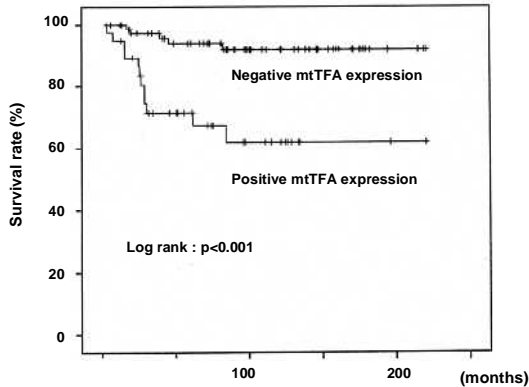 100
80
60
40
20
0
Survival rate (%)
Negative mtTFA expression
Positive mtTFA expression
Log rank : p<0.001
100
200
(months)